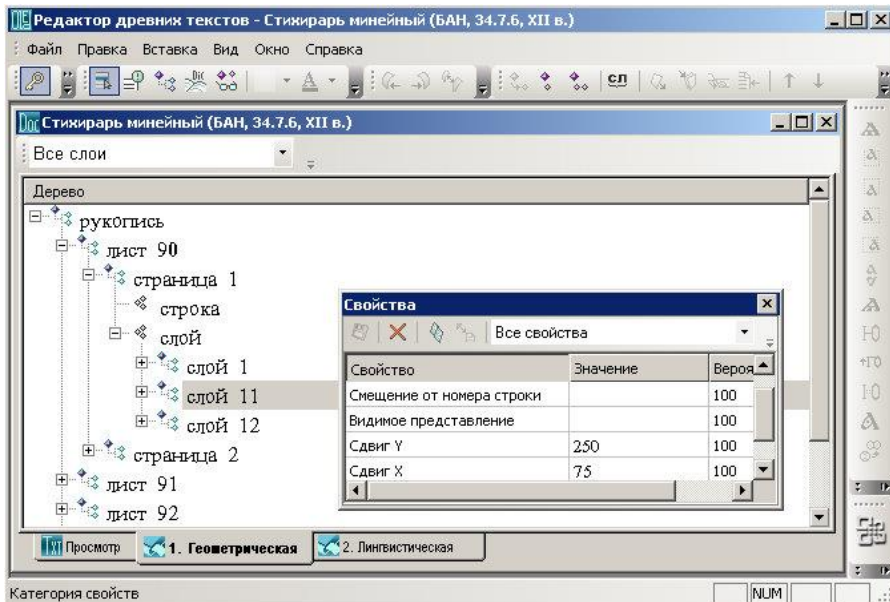 Редактор древних текстов - Стихирарь минейный (БАН, 34.7.6, XII в.)
Файл Правка Вставка Вид Окно Справка
Стихирарь минейный (БАН, 34.7.6, XII в.)
Все слои
Дерево
рукопись
лист 90
страница 1
строка
слой
слой 1
слой 11
слой 12
страница 2
лист 91
лист 92
Свойства
Все свойства
Свойство Значение Вероя
Смещение от номера строки 100
Видимое представление 100
Сдвиг Y 250 100
Сдвиг X 75 100
Просмотр 1. Геометрическая 2. Лингвистическая
Категория свойств NUM